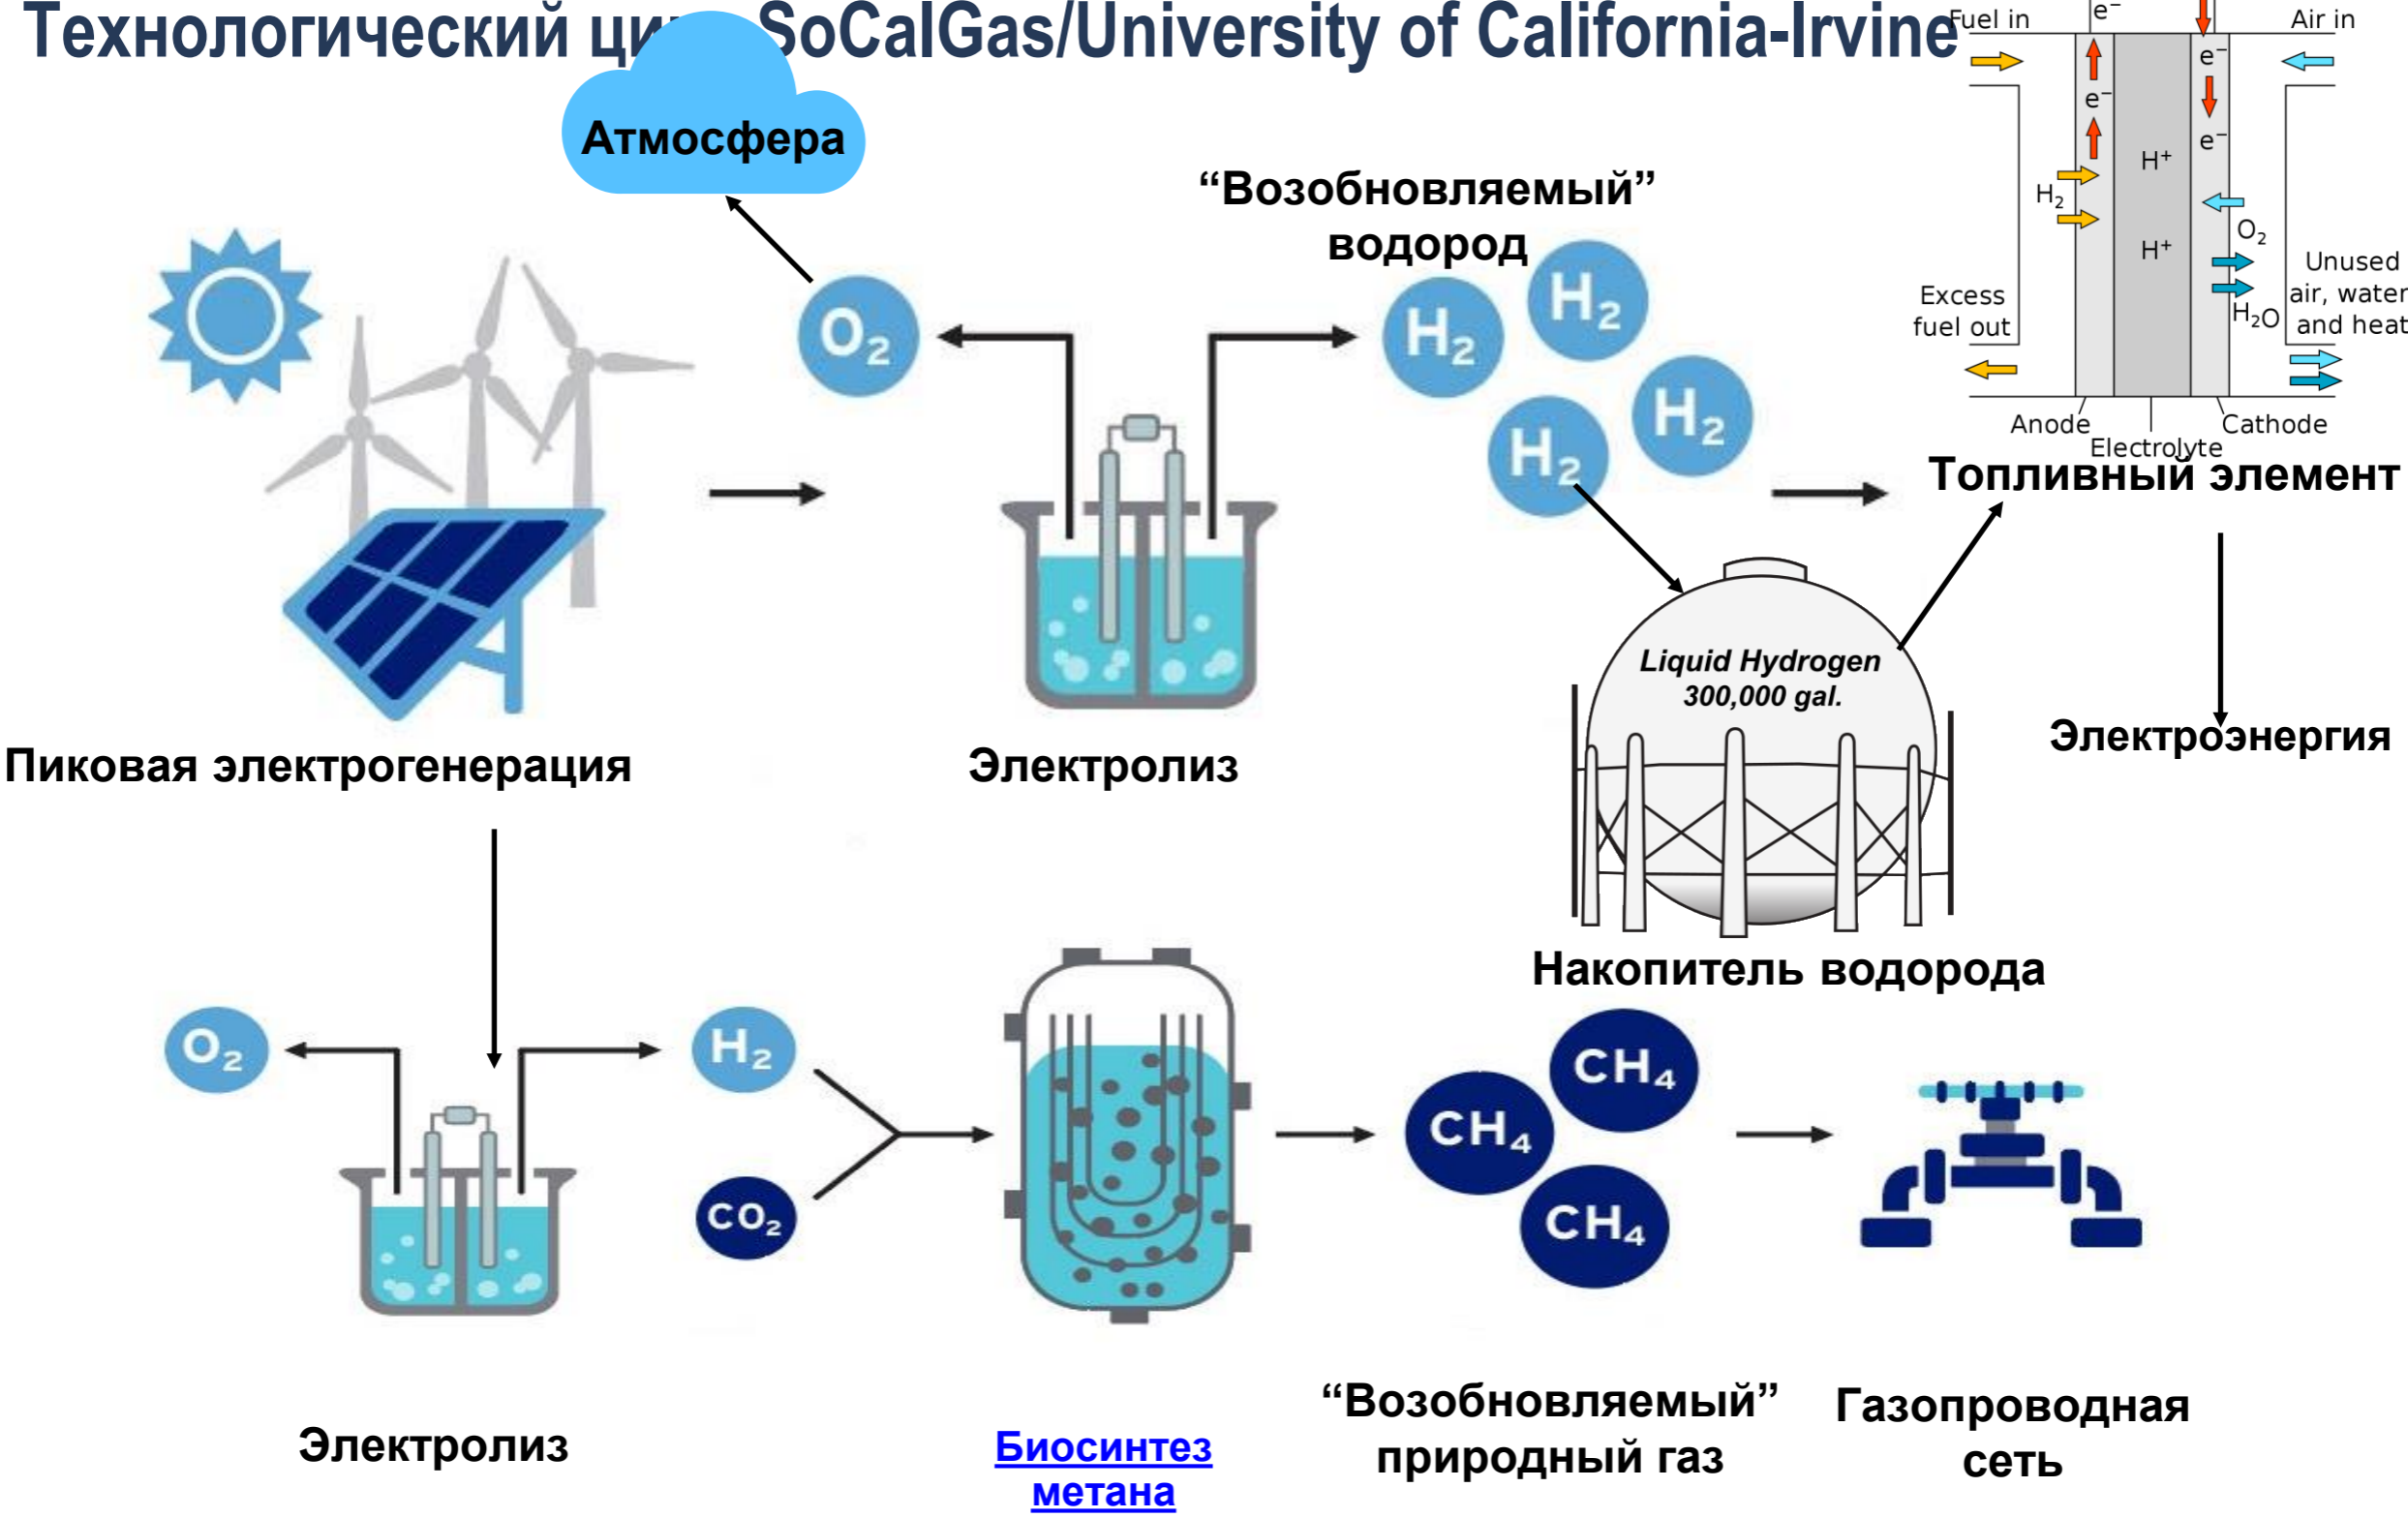 Технологический ци SoCalGas/University of California-Irvine
Fuel in
e⁻
Air in
e⁻
e⁻
e⁻
H⁺
H₂
H⁺
O₂
H₂O
Excess
fuel out
Unused
air, water
and heat
Anode
Electrolyte
Cathode
Атмосфера
“Возобновляемый”
водород
O₂
H₂
H₂
H₂
H₂
Топливный элемент
Liquid Hydrogen
300,000 gal.
Электроэнергия
Пиковая электрогенерация
Электролиз
Накопитель водорода
O₂
H₂
CO₂
CH₄
CH₄
CH₄
Электролиз
Биосинтез
метана
“Возобновляемый”
природный газ
Газопроводная
сеть